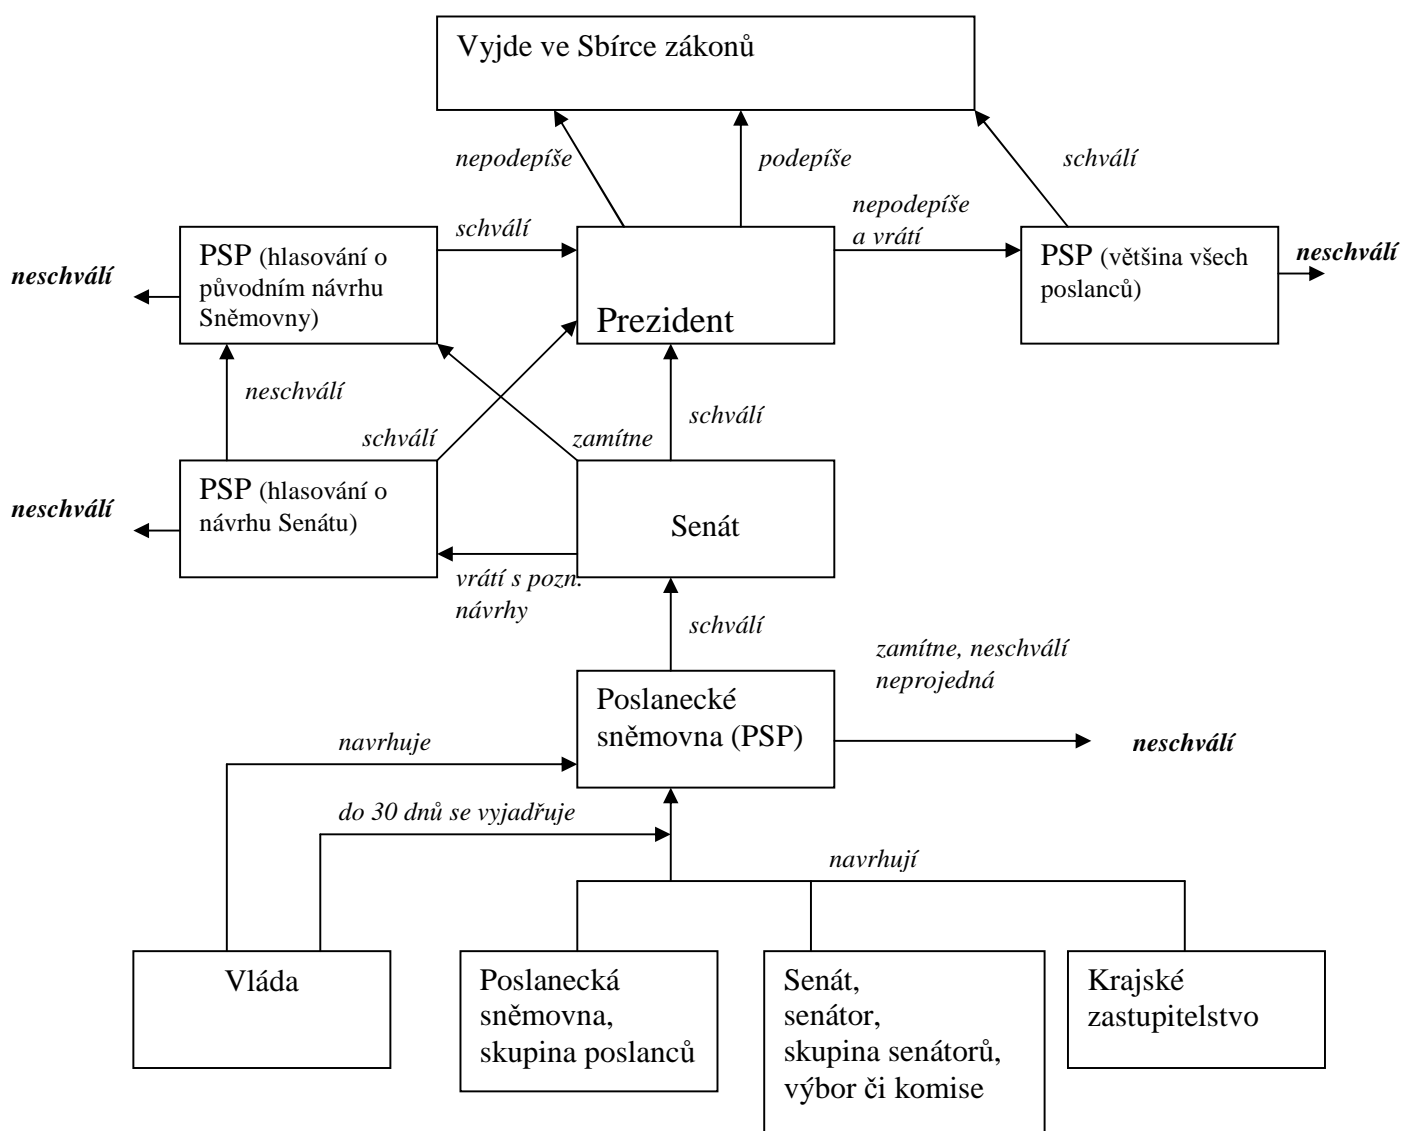 Vyjde ve Sbírce zákonů
nepodepíše
podepíše
schválí
schválí
nepodepíše
a vrátí
neschválí
PSP (hlasování o
původním návrhu
Sněmovny)
Prezident
PSP (většina všech
poslanců)
neschválí
neschválí
schválí
zamítne
schválí
neschválí
PSP (hlasování o
návrhu Senátu)
Senát
vrátí s pozn.
návrhy
schválí
zamítne, neschválí
neprojedná
Poslanecké
sněmovna (PSP)
neschválí
navrhuje
do 30 dnů se vyjadřuje
navrhují
Vláda
Poslanecká
sněmovna,
skupina poslanců
Senát,
senátor,
skupina senátorů,
výbor či komise
Krajské
zastupitelstvo